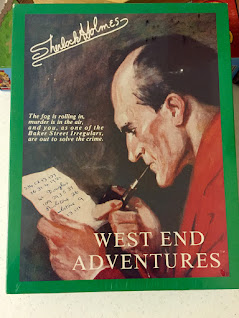 Sherlock Holmes
The fog is rolling in,
murder is in the air,
and you, as one of the
Baker Street Irregulars,
are out to solve the crime.
WEST END
ADVENTURES